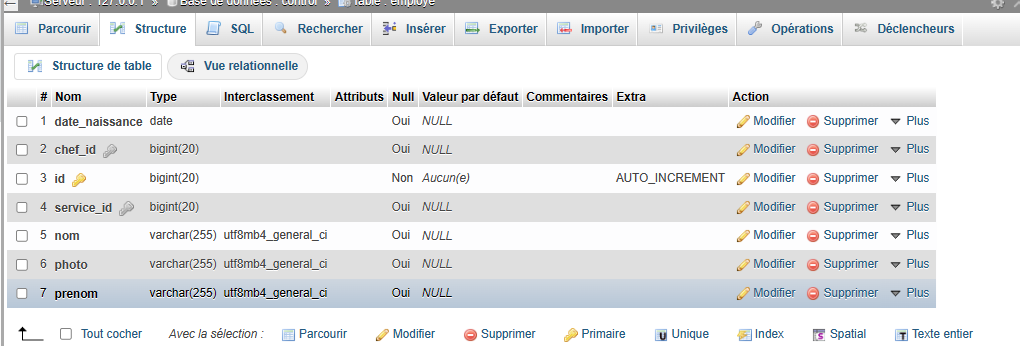 Serveur : 127.0.0.1 » Base de données : control » Table : employe
Parcourir Structure SQL Rechercher Insérer Exporter Importer Privilèges Opérations Déclencheurs
Structure de table Vue relationnelle
# Nom Type Interclassement Attributs Null Valeur par défaut Commentaires Extra Action
1 date_naissance date Oui NULL Modifier Supprimer Plus
2 chef_id bigint(20) Oui NULL Modifier Supprimer Plus
3 id bigint(20) Non Aucun(e) AUTO_INCREMENT Modifier Supprimer Plus
4 service_id bigint(20) Oui NULL Modifier Supprimer Plus
5 nom varchar(255) utf8mb4_general_ci Oui NULL Modifier Supprimer Plus
6 photo varchar(255) utf8mb4_general_ci Oui NULL Modifier Supprimer Plus
7 prenom varchar(255) utf8mb4_general_ci Oui NULL Modifier Supprimer Plus
Tout cocher Avec la sélection : Parcourir Modifier Supprimer Primaire Unique Index Spatial Texte entier